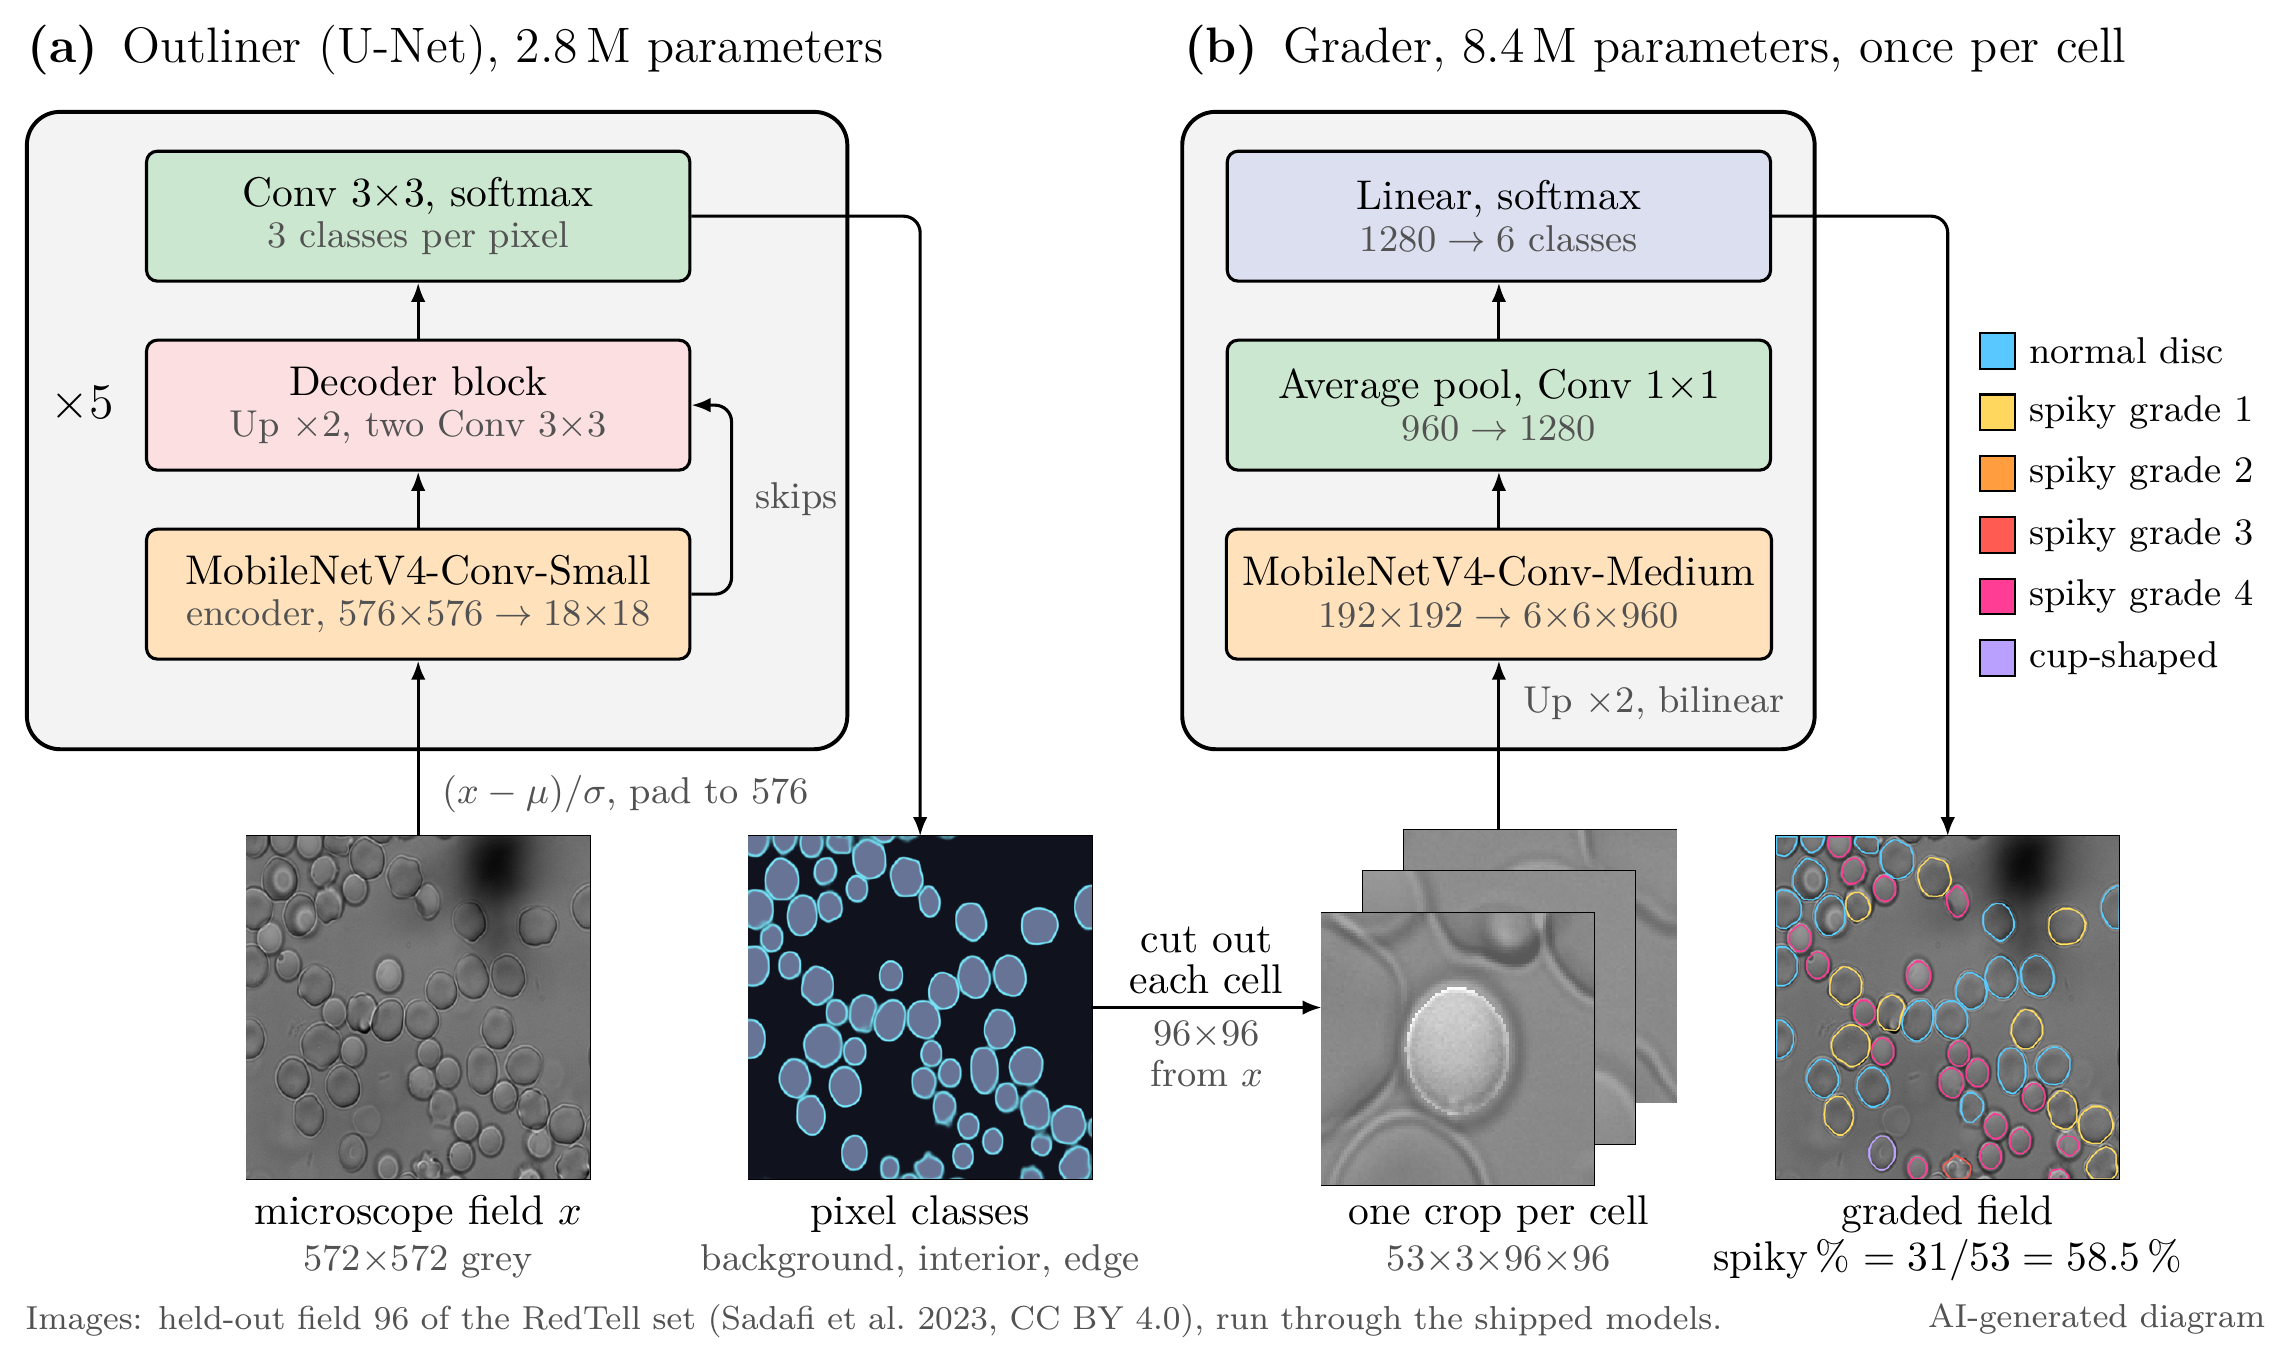 (a) Outliner (U-Net), 2.8 M parameters
Conv 3×3, softmax
3 classes per pixel
×5
Decoder block
Up ×2, two Conv 3×3
skips
MobileNetV4-Conv-Small
encoder, 576×576 → 18×18
(x − μ)/σ, pad to 576
microscope field x
572×572 grey
pixel classes
background, interior, edge
cut out
each cell
96×96
from x
(b) Grader, 8.4 M parameters, once per cell
Linear, softmax
1280 → 6 classes
Average pool, Conv 1×1
960 → 1280
MobileNetV4-Conv-Medium
192×192 → 6×6×960
Up ×2, bilinear
one crop per cell
53×3×96×96
normal disc
spiky grade 1
spiky grade 2
spiky grade 3
spiky grade 4
cup-shaped
graded field
spiky % = 31/53 = 58.5 %
Images: held-out field 96 of the RedTell set (Sadafi et al. 2023, CC BY 4.0), run through the shipped models.
AI-generated diagram